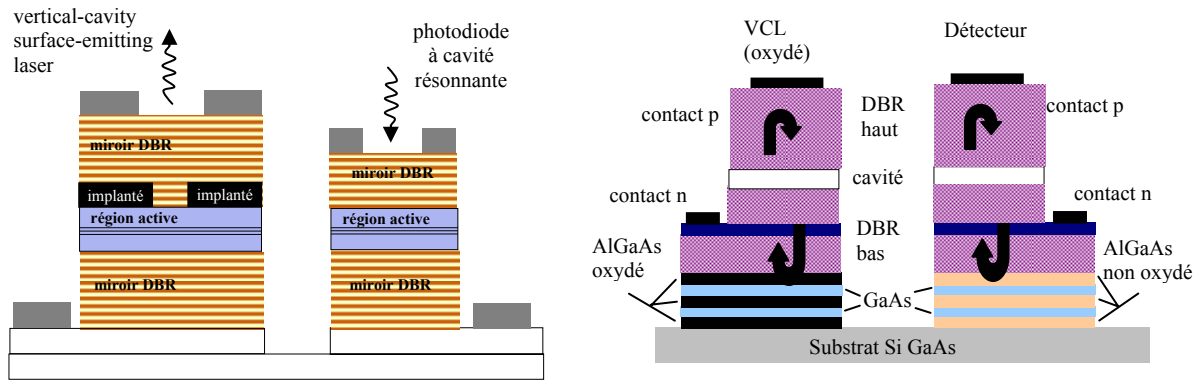 vertical-cavity
surface-emitting
laser
photodiode
à cavité
résonnante
miroir DBR
implanté
implanté
région active
miroir DBR
miroir DBR
région active
miroir DBR
VCL
(oxydé)
Détecteur
contact p
DBR
haut
contact p
cavité
contact n
contact n
AlGaAs
oxydé
DBR
bas
AlGaAs
non oxydé
GaAs
Substrat Si GaAs